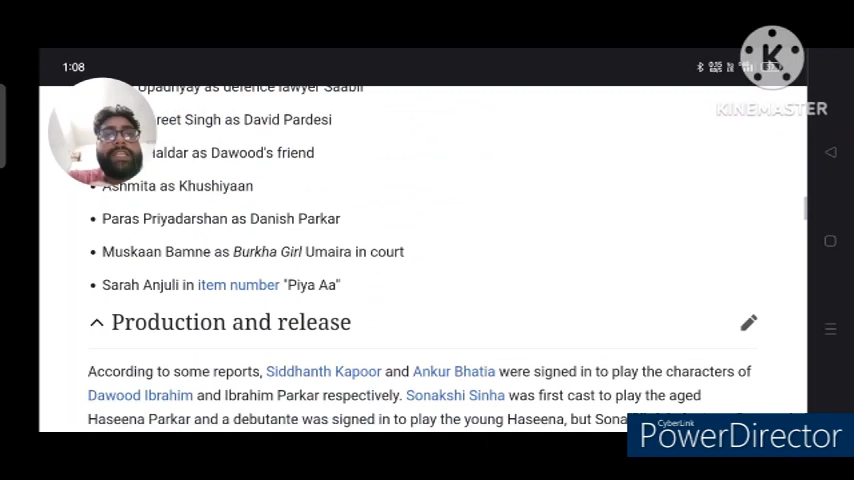 1:08
KINEMASTER
Upadhyay as defence lawyer Saabir
reet Singh as David Pardesi
aldar as Dawood's friend
Ashmita as Khushiyaan
Paras Priyadarshan as Danish Parkar
Muskaan Bamne as Burkha Girl Umaira in court
Sarah Anjuli in item number "Piya Aa"
Production and release
According to some reports, Siddhanth Kapoor and Ankur Bhatia were signed in to play the characters of
Dawood Ibrahim and Ibrahim Parkar respectively. Sonakshi Sinha was first cast to play the aged
Haseena Parkar and a debutante was signed in to play the young Haseena, but
CyberLink
PowerDirector